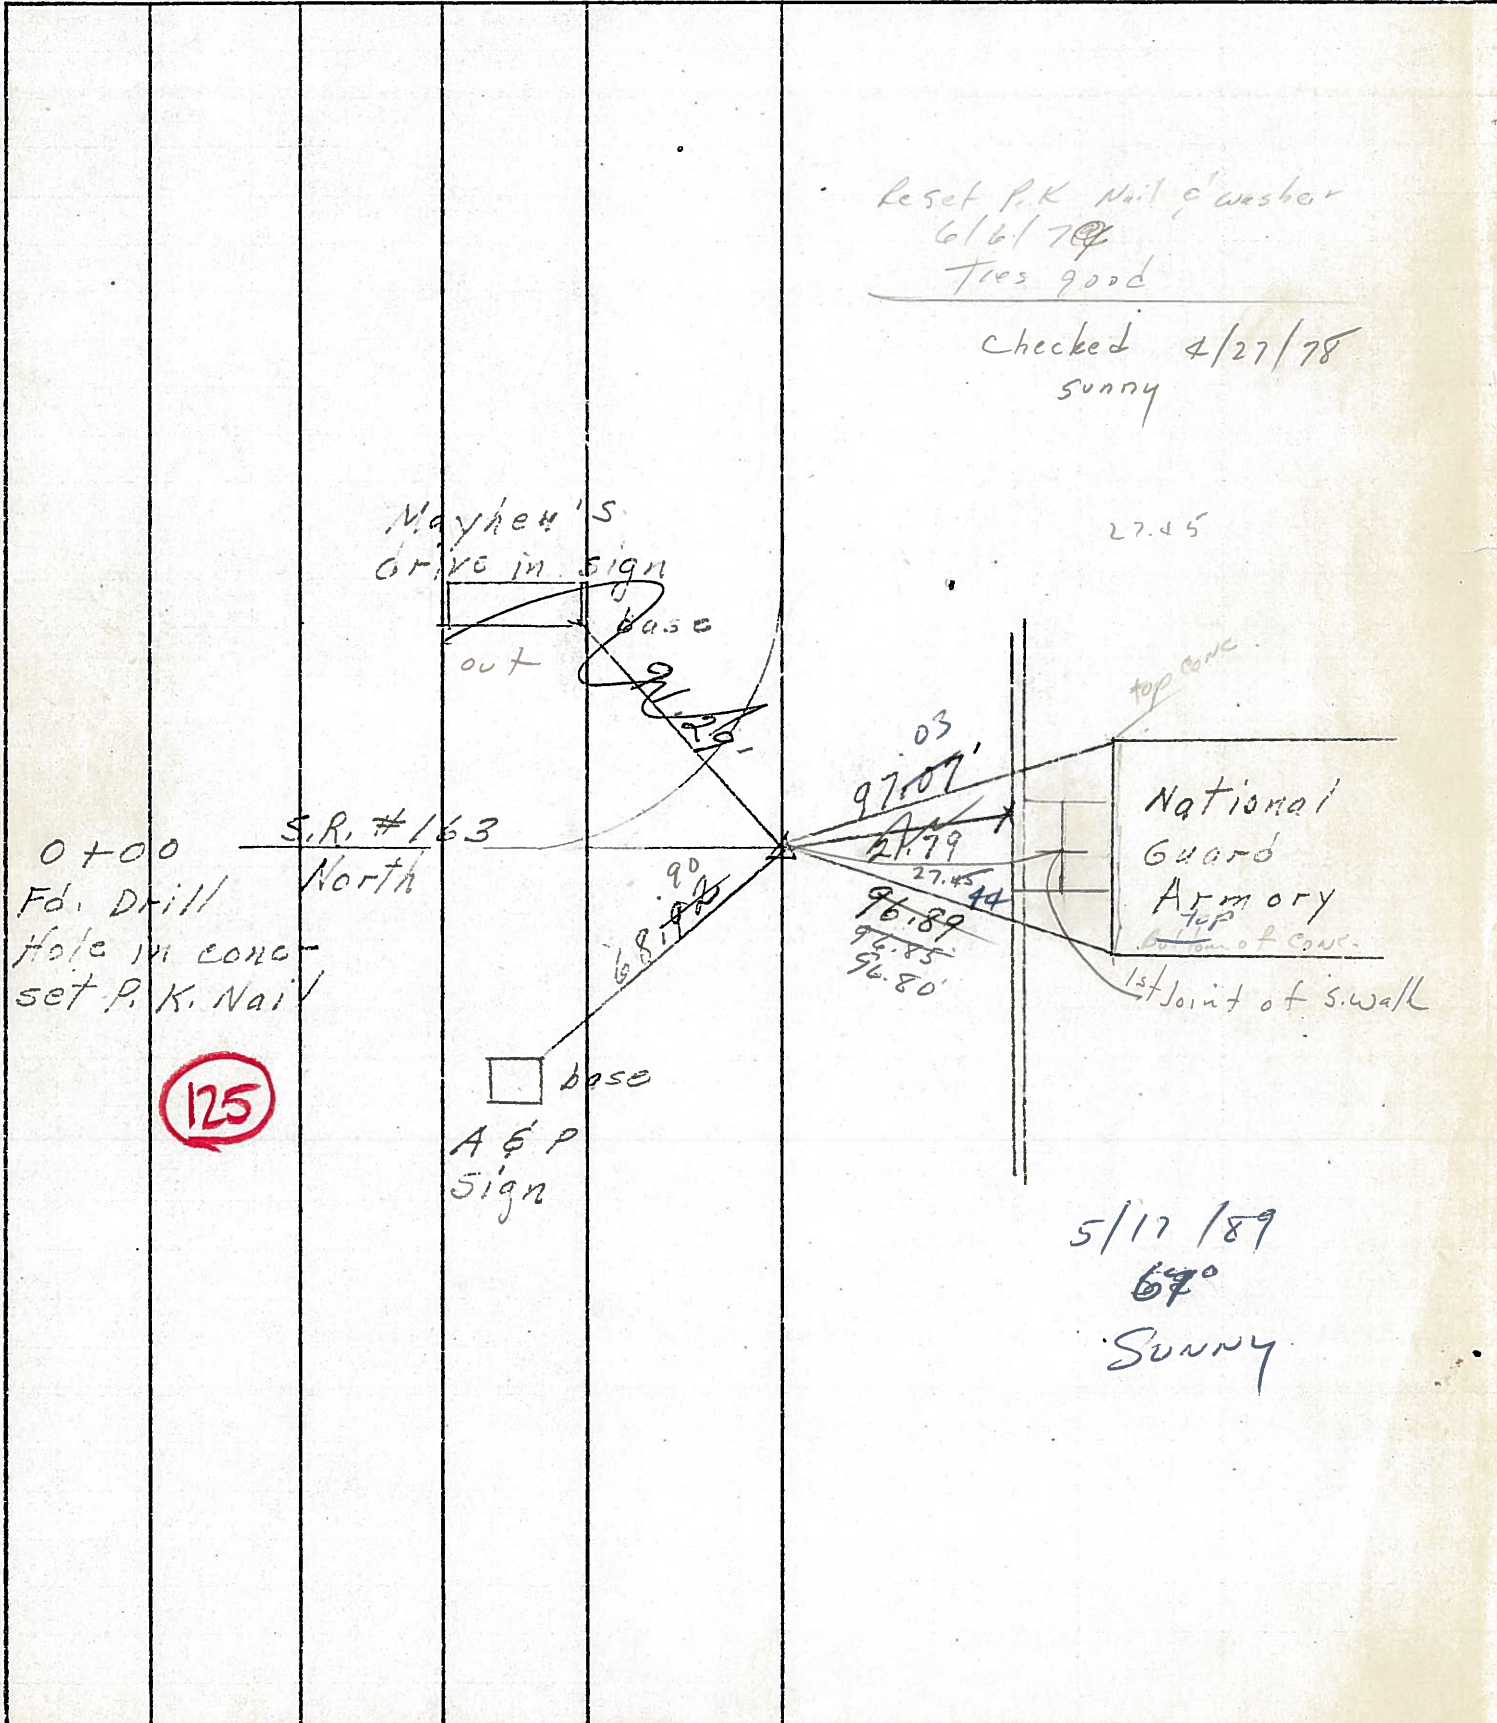 Reset P.K Nail & washer
6/6/7
Ties good
Checked 4/27/78
sunny
27.45
Mayhew's
drive in sign
base
out
top conc.
.03
97.07'
21.79
27.45
44
96.89
96.85
96.80'
National
Guard
Armory
top
Bottom of conc.
1st Joint of S.walk
S.R. #163
North
0+00
Fd. Drill
Hole in conc-
set P.K. Nail
.90
68.92
125
base
A & P
Sign
5/17/89
Sunny